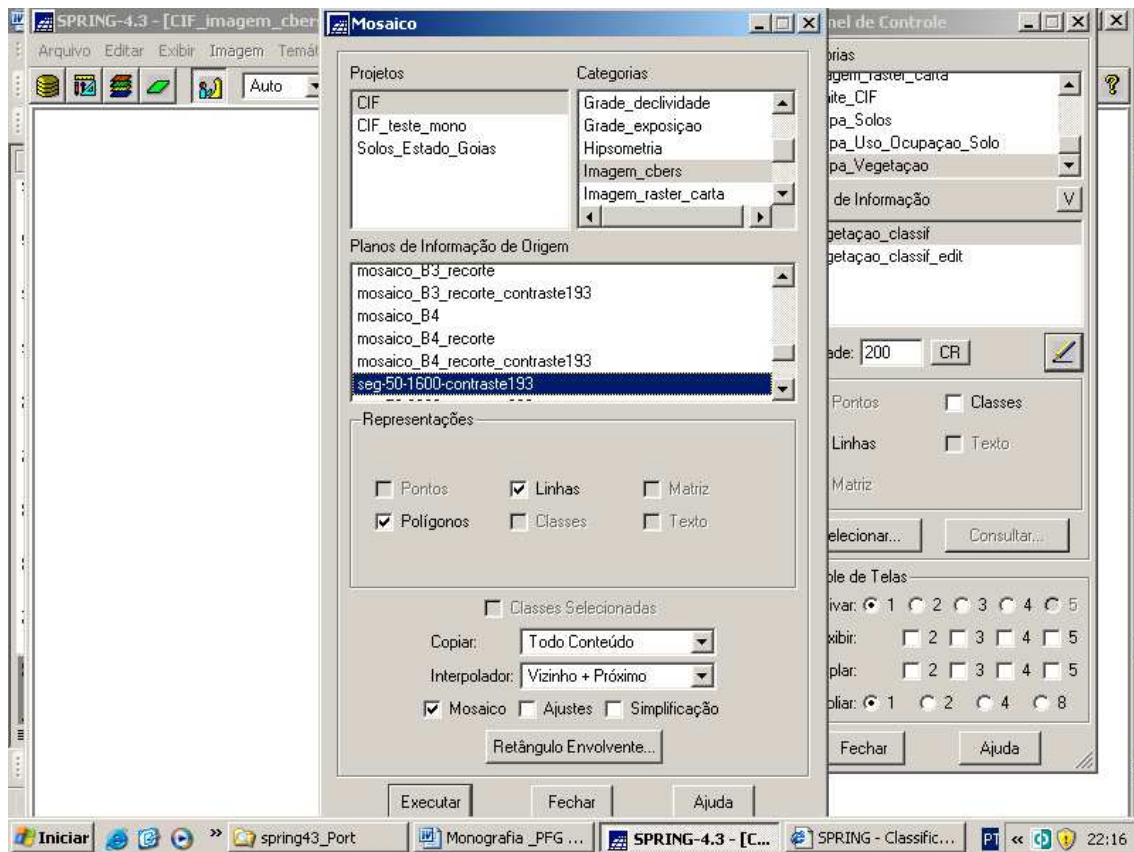 SPRING-4.3 - [CIF_imagem_cber
Arquivo Editar Exibir Imagem Temát
Auto
Mosaico
Projetos
CIF
CIF_teste_mono
Solos_Estado_Goias
Categorias
Grade_declividade
Grade_exposiçao
Hipsometria
Imagem_cbers
Imagem_raster_carta
Planos de Informação de Origem
mosaico_B3_recorte
mosaico_B3_recorte_contraste193
mosaico_B4
mosaico_B4_recorte
mosaico_B4_recorte_contraste193
seg-50-1600-contraste193
Representações
Pontos Linhas Matriz
Polígonos Classes Texto
Classes Selecionadas
Copiar: Todo Conteúdo
Interpolador: Vizinho + Próximo
Mosaico Ajustes Simplificação
Retângulo Envolvente...
Executar Fechar Ajuda
nel de Controle
orias
agem_raster_carta
ite_CIF
pa_Solos
pa_Uso_Ocupaçao_Solo
pa_Vegetaçao
de Informação V
getaçao_classif
getaçao_classif_edit
ade: 200 CR
Pontos Classes
Linhas Texto
Matriz
elecionar... Consultar...
ole de Telas
ivar: 1 2 3 4 5
xibir: 2 3 4 5
plar: 2 3 4 5
pliar: 1 2 4 8
Fechar Ajuda
Iniciar » spring43_Port Monografia _PFG ... SPRING-4.3 - [C... SPRING - Classific... PT « 22:16